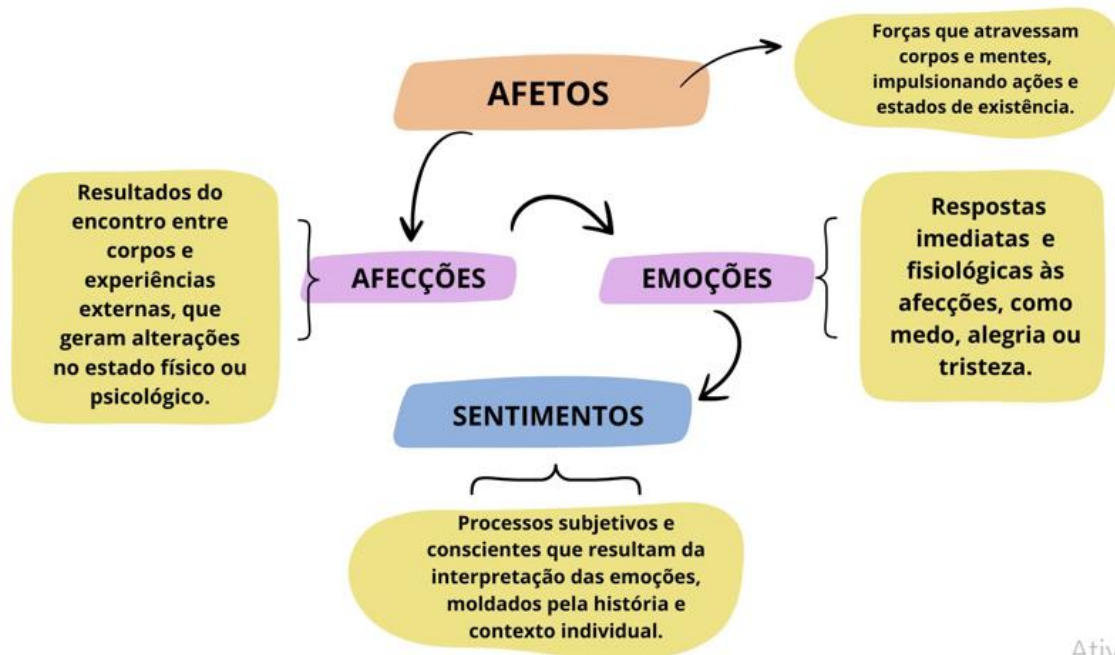 AFETOS
Forças que atravessam
corpos e mentes,
impulsionando ações e
estados de existência.
Resultados do
encontro entre
corpos e
experiências
externas, que
geram alterações
no estado físico ou
psicológico.
AFECÇÕES
EMOÇÕES
Respostas
imediatas e
fisiológicas às
afecções, como
medo, alegria ou
tristeza.
SENTIMENTOS
Processos subjetivos e
conscientes que resultam da
interpretação das emoções,
moldados pela história e
contexto individual.
Ativ